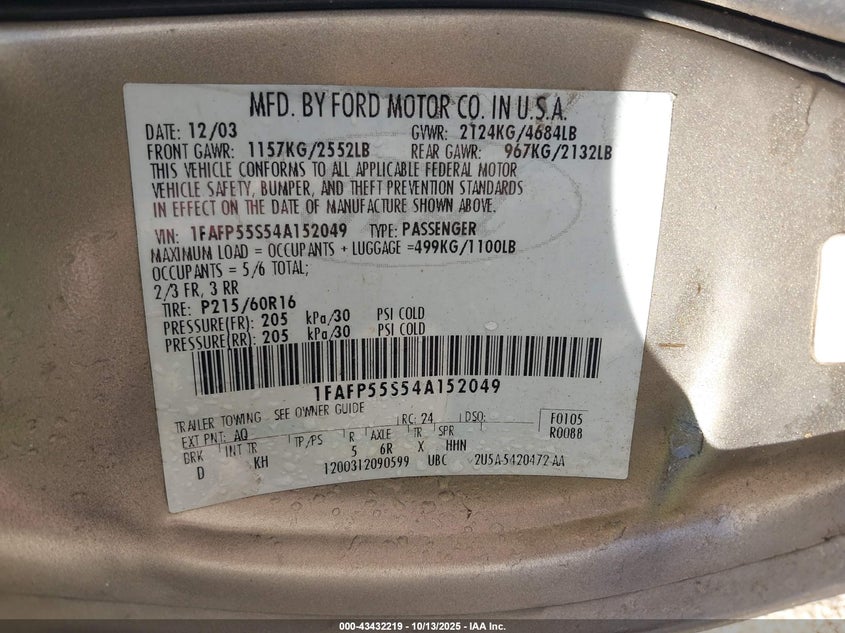 MFD. BY FORD MOTOR CO. IN U.S.A.
DATE: 12/03 GVWR: 2124KG/4684LB
FRONT GAWR: 1157KG/2552LB REAR GAWR: 967KG/2132LB
THIS VEHICLE CONFORMS TO ALL APPLICABLE FEDERAL MOTOR
VEHICLE SAFETY, BUMPER, AND THEFT PREVENTION STANDARDS
IN EFFECT ON THE DATE OF MANUFACTURE SHOWN ABOVE.
VIN: 1FAFP55S54A152049 TYPE: PASSENGER
MAXIMUM LOAD = OCCUPANTS + LUGGAGE =499KG/1100LB
OCCUPANTS = 5/6 TOTAL;
2/3 FR, 3 RR
TIRE: P215/60R16
PRESSURE(FR): 205 kPa/30 PSI COLD
PRESSURE(RR): 205 kPa/30 PSI COLD
1FAFP55S54A152049
TRAILER TOWING - SEE OWNER GUIDE RC: 24 DSO: F0105
EXT PNT: AQ R0088
BRK INT TR TP/PS R AXLE TR SPR
D KH 5 6R X HHN
1200312090599 UBC 2U5A-5420472-AA
000-43432219 - 10/13/2025 - IAA Inc.